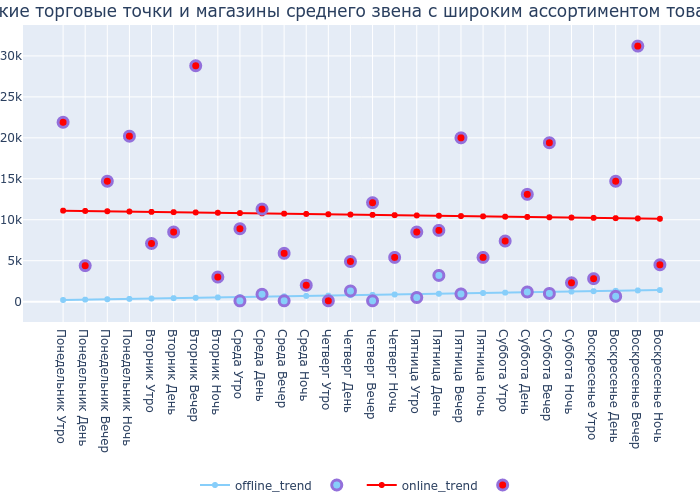 кие торговые точки и магазины среднего звена с широким ассортиментом това
30k
25k
20k
15k
10k
5k
0
Понедельник Утро
Понедельник День
Понедельник Вечер
Понедельник Ночь
Вторник Утро
Вторник День
Вторник Вечер
Вторник Ночь
Среда Утро
Среда День
Среда Вечер
Среда Ночь
Четверг Утро
Четверг День
Четверг Вечер
Четверг Ночь
Пятница Утро
Пятница День
Пятница Вечер
Пятница Ночь
Суббота Утро
Суббота День
Суббота Вечер
Суббота Ночь
Воскресенье Утро
Воскресенье День
Воскресенье Вечер
Воскресенье Ночь
offline_trend online_trend